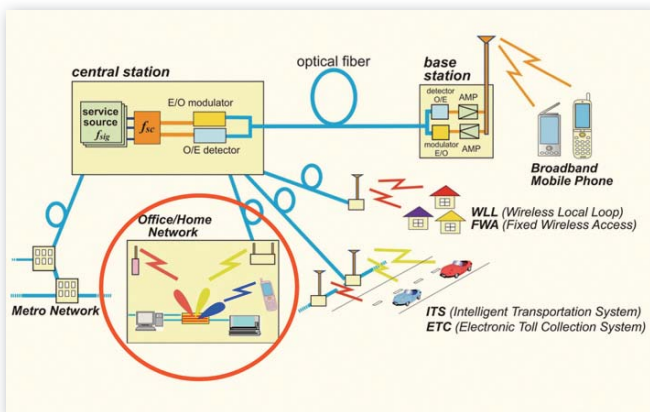 optical fiber
central station
base
station
E/O modulator
service
source
fsig
fsc
O/E detector
detector
O/E
AMP
modulator
E/O
AMP
Broadband
Mobile Phone
Office/Home
Network
WLL (Wireless Local Loop)
FWA (Fixed Wireless Access)
Metro Network
ITS (Intelligent Transportation System)
ETC (Electronic Toll Collection System)